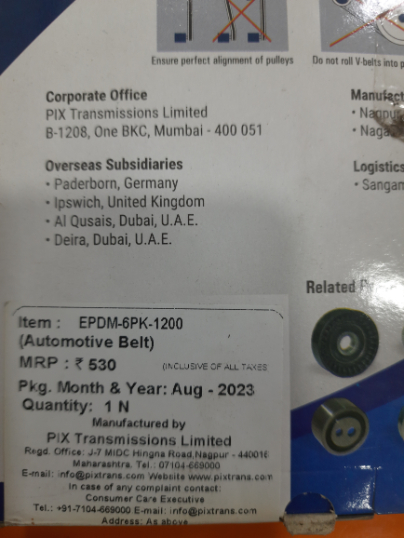 Ensure perfect alignment of pulleys
Do not roll V-belts into p
Corporate Office
PIX Transmissions Limited
B-1208, One BKC, Mumbai - 400 051
Manufact
• Nagpur
• Naga
Overseas Subsidiaries
• Paderborn, Germany
• Ipswich, United Kingdom
• Al Qusais, Dubai, U.A.E.
• Deira, Dubai, U.A.E.
Logistics
• Sangam
Related P
Item : EPDM-6PK-1200
(Automotive Belt)
MRP : ₹ 530 (INCLUSIVE OF ALL TAXES
Pkg. Month & Year: Aug - 2023
Quantity: 1 N
Manufactured by
PIX Transmissions Limited
Regd. Office: J-7 MIDC Hingna Road,Nagpur - 440016
Maharashtra. Tel.: 07104-669000
E-mail: info@pixtrans.com Website www.pixtrans.com
In case of any complaint contact:
Consumer Care Executive
Tel.: +91-7104-669000 E-mail: info@pixtrans.com
Address: As above